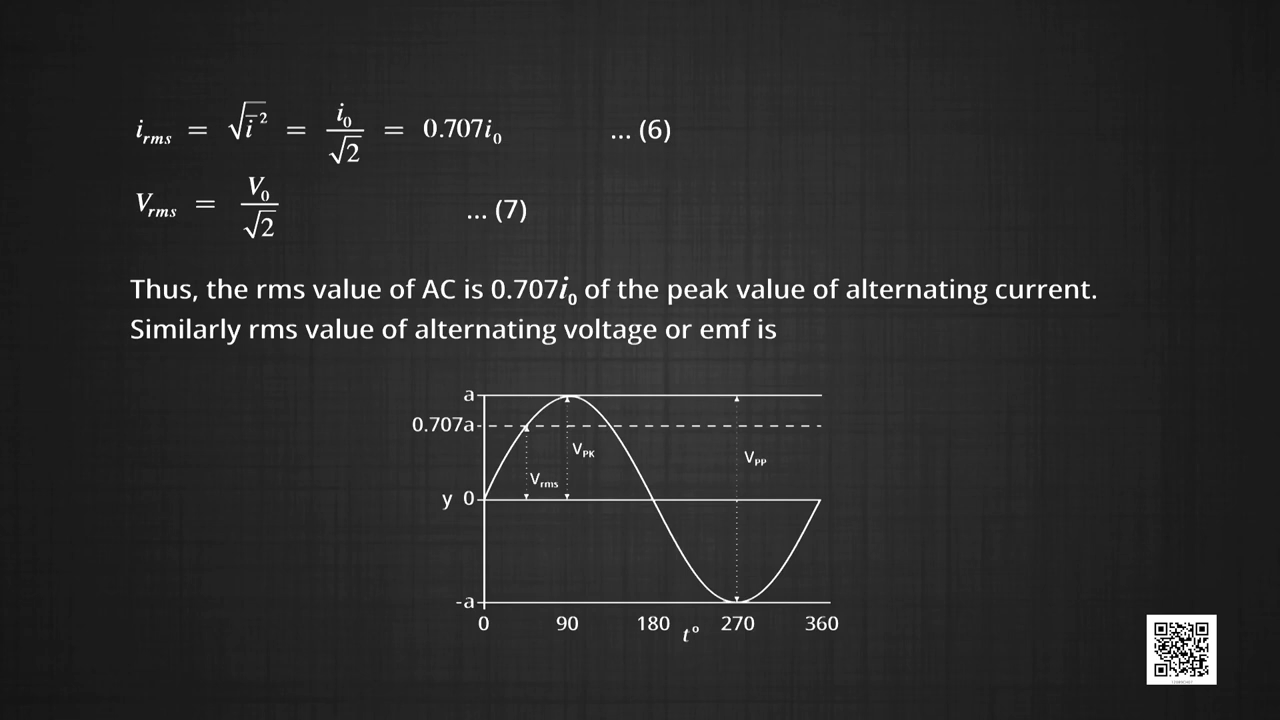 i_rms = √i̅ ² = i₀/√2 = 0.707i₀ ... (6)
V_rms = V₀/√2 ... (7)
Thus, the rms value of AC is 0.707i₀ of the peak value of alternating current.
Similarly rms value of alternating voltage or emf is
a
0.707a
V_PK
V_PP
V_rms
y 0
-a
0 90 180 t° 270 360